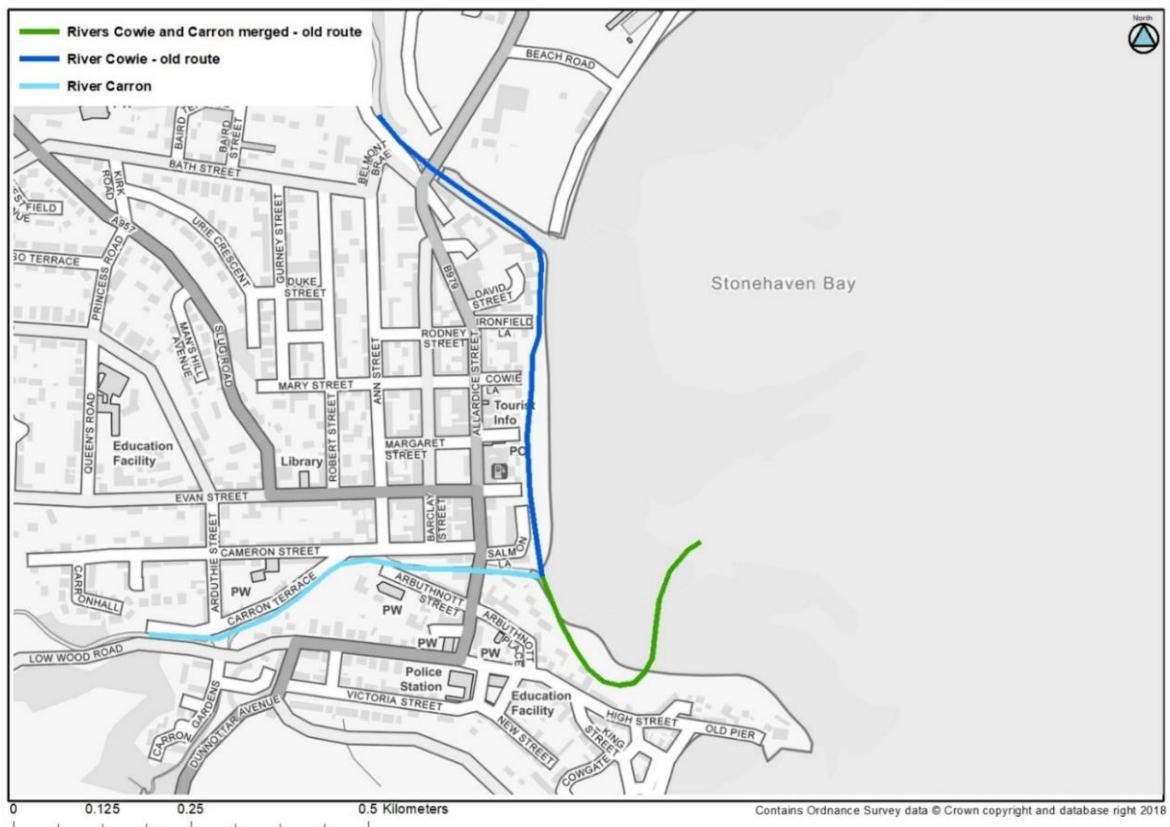 Rivers Cowie and Carron merged - old route
River Cowie - old route
River Carron
North
BEACH ROAD
BAIRD
BAIRD
STREET
BELMONT
BRAE
BATH STREET
KIRK
ROAD
FIELD
A957
URIE CRESCENT
GURNEY STREET
PRINCESS ROAD
B979
DUKE
STREET
DAVID
STREET
Stonehaven Bay
IRONFIELD
LA
RODNEY
STREET
MAN'S HILL
AVENUE
SLUG ROAD
ANN STREET
ALLARDICE STREET
MARY STREET
COWIE
LA
Tourist
Info
QUEEN'S ROAD
ROBERT STREET
MARGARET
STREET
PO
Education
Facility
Library
EVAN STREET
BARCLAY
STREET
ARDUTHIE STREET
CAMERON STREET
SALMON
LA
CARRONHALL
PW
CARRON TERRACE
ARBUTHNOTT
STREET
PW
ARBUTHNOTT
PLACE
PW
PW
LOW WOOD ROAD
Police
Station
CARRON
GARDENS
DUNNOTTAR AVENUE
VICTORIA STREET
Education
Facility
NEW STREET
HIGH STREET
OLD PIER
KING
STREET
COWGATE
0 0.125 0.25 0.5 Kilometers
Contains Ordnance Survey data © Crown copyright and database right 2018